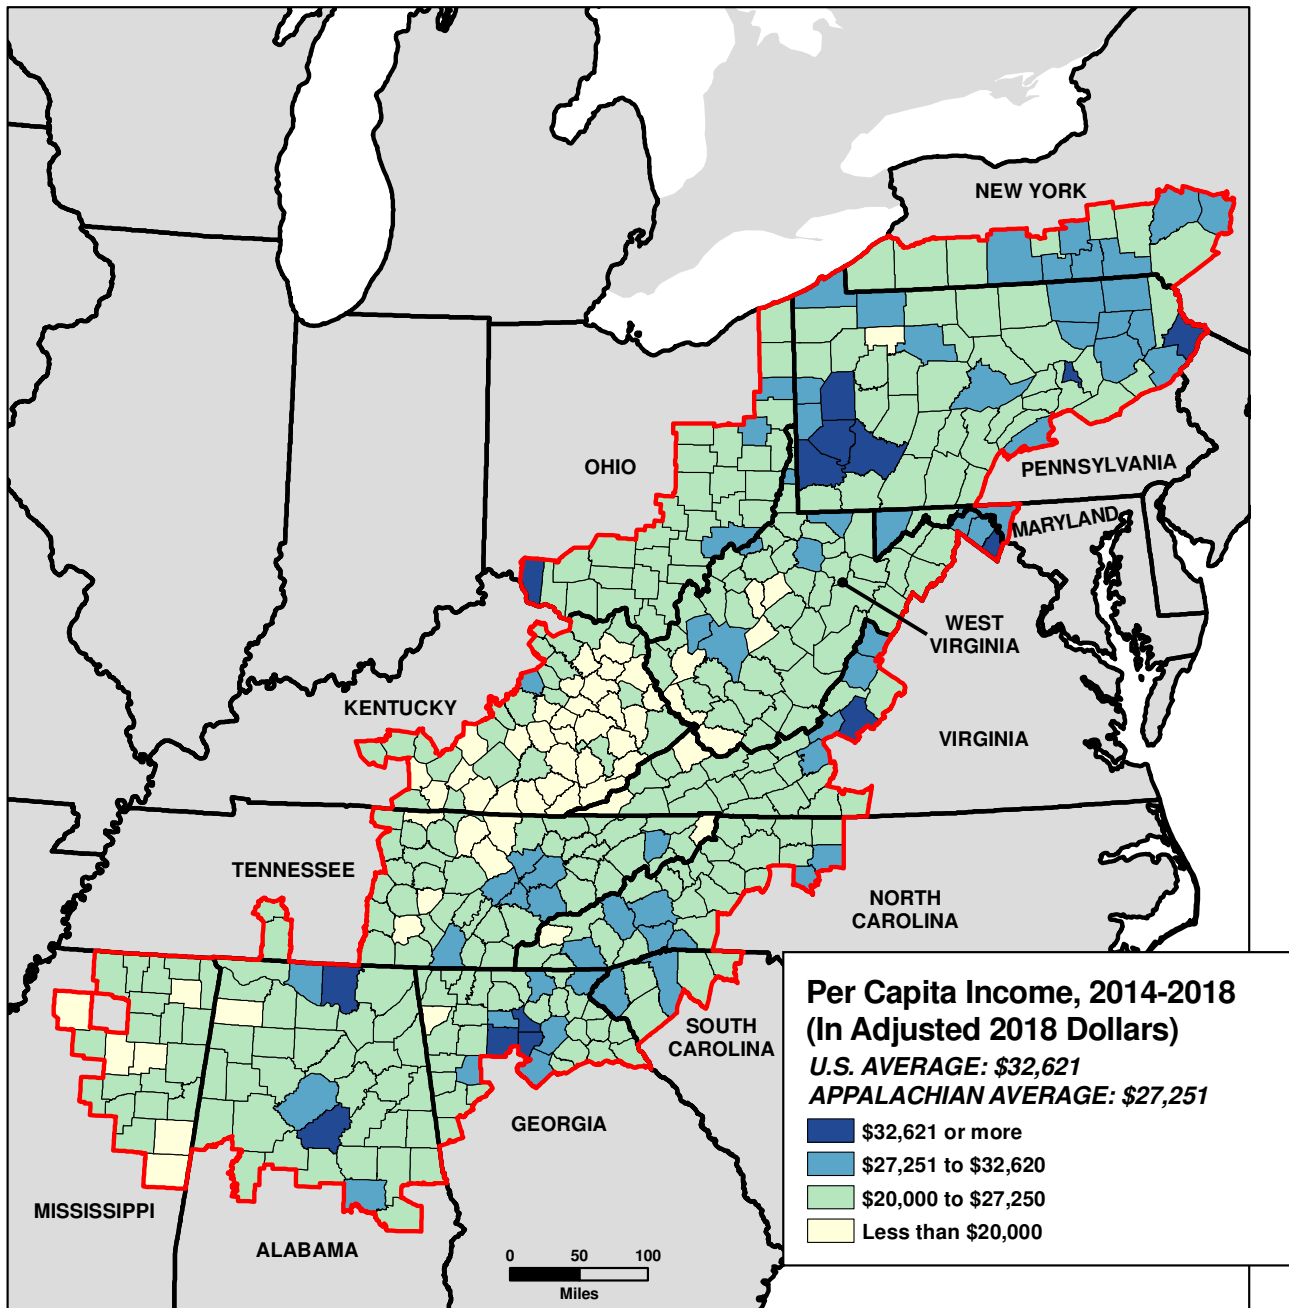 NEW YORK
OHIO
PENNSYLVANIA
MARYLAND
WEST
VIRGINIA
KENTUCKY
VIRGINIA
TENNESSEE
NORTH
CAROLINA
SOUTH
CAROLINA
GEORGIA
MISSISSIPPI
ALABAMA
Per Capita Income, 2014-2018
(In Adjusted 2018 Dollars)
U.S. AVERAGE: $32,621
APPALACHIAN AVERAGE: $27,251
$32,621 or more
$27,251 to $32,620
$20,000 to $27,250
Less than $20,000
0 50 100
Miles